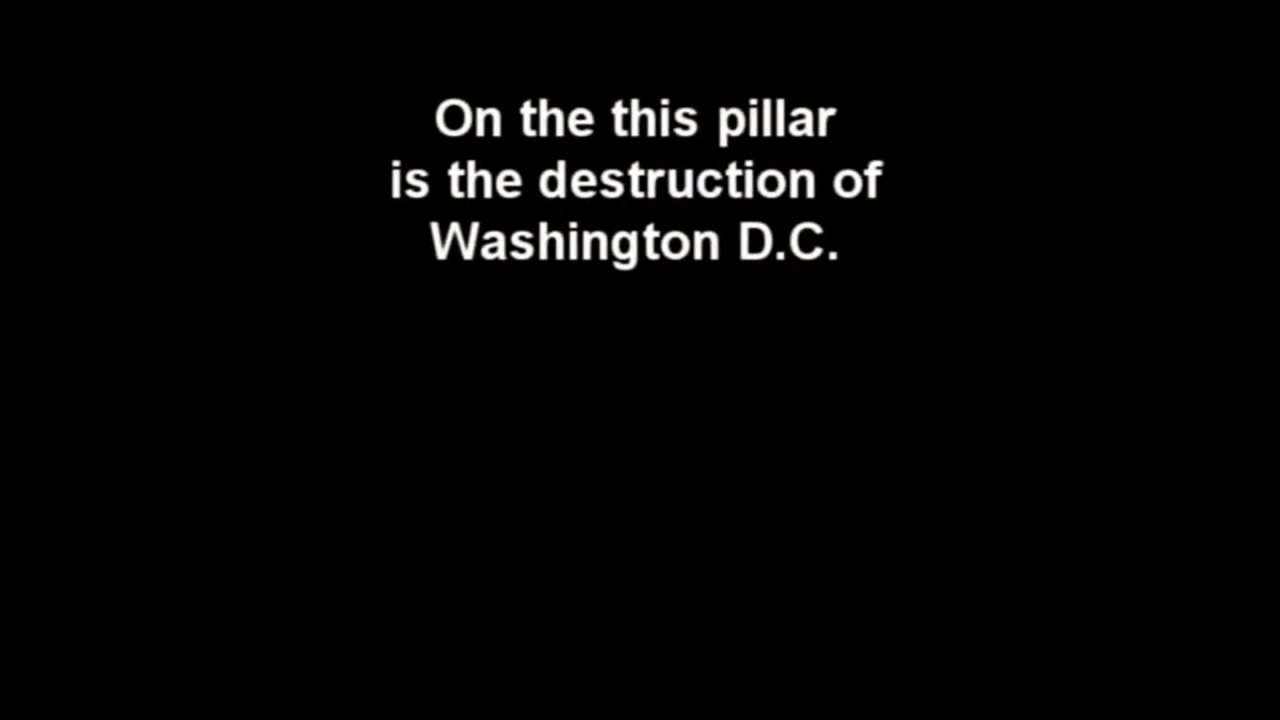 On the this pillar
is the destruction of
Washington D.C.